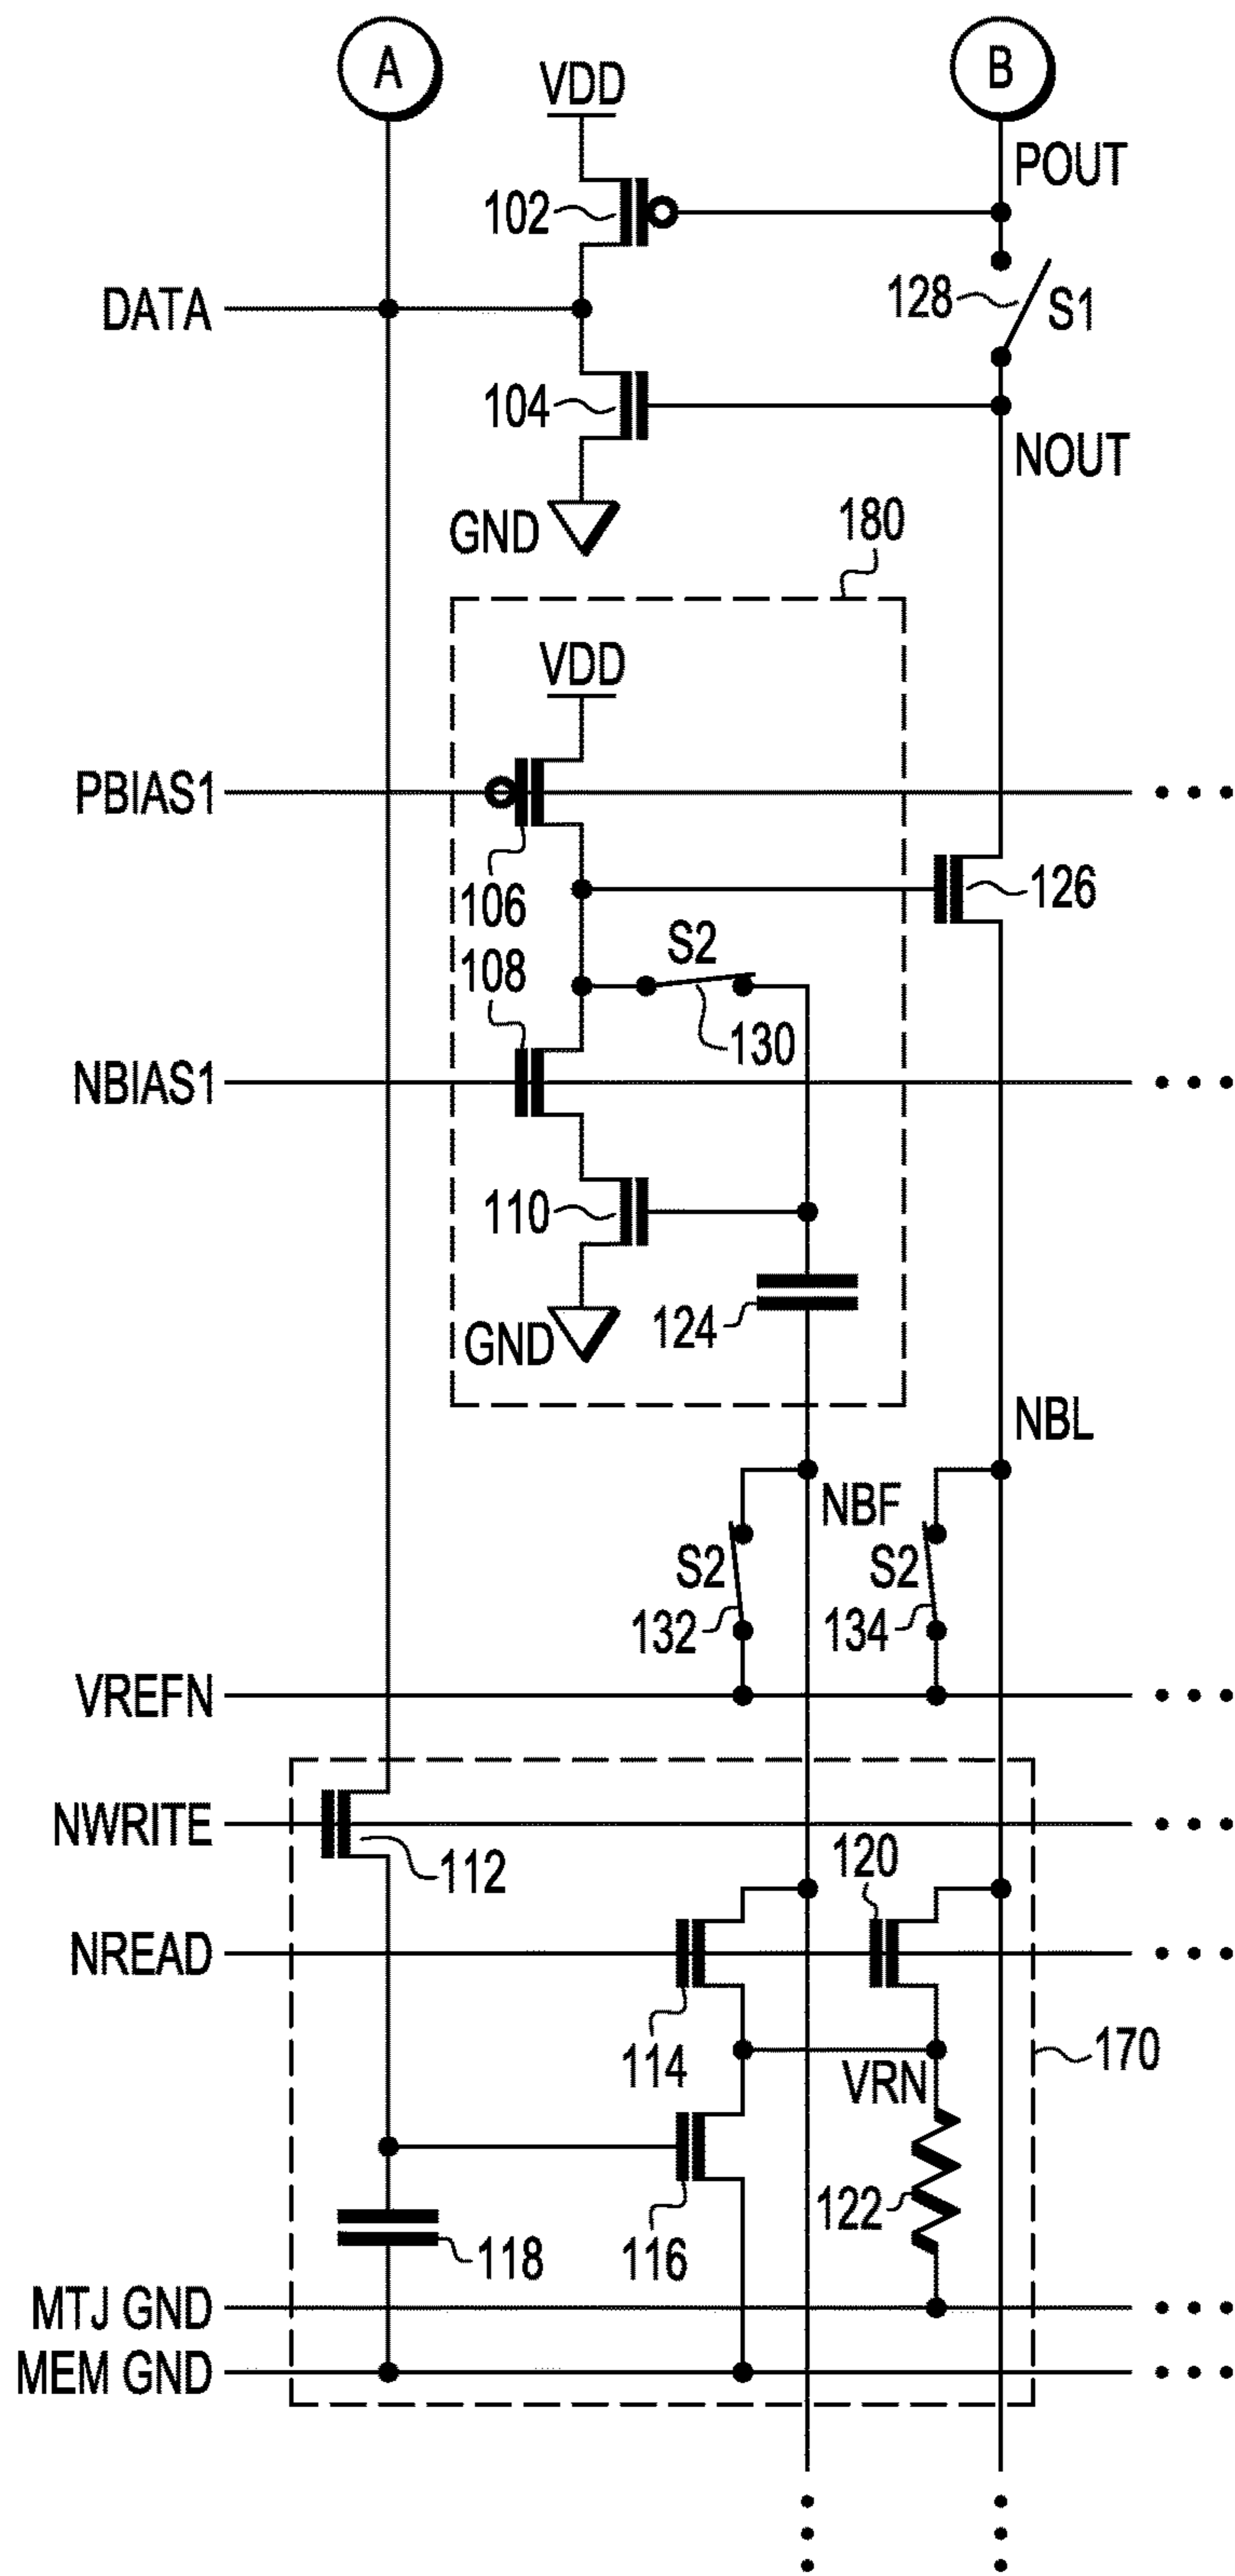 A
B
VDD
POUT
102
128
S1
DATA
104
NOUT
GND
180
VDD
PBIAS1
106
126
S2
108
130
NBIAS1
110
124
GND
NBL
NBF
S2
S2
132
134
VREFN
NWRITE
112
120
NREAD
114
VRN
170
116
122
118
MTJ GND
MEM GND